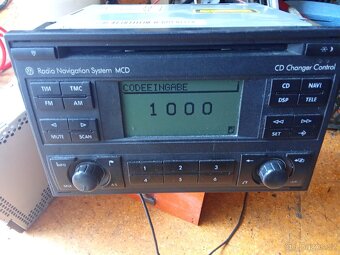 Radio Navigation System MCD
CD Changer Control
TIM
TMC
CODEEINGABE
CD
NAVI
FM
AM
1000
DSP
TELE
MUTE
SCAN
SET
1
2
3
4
5
6